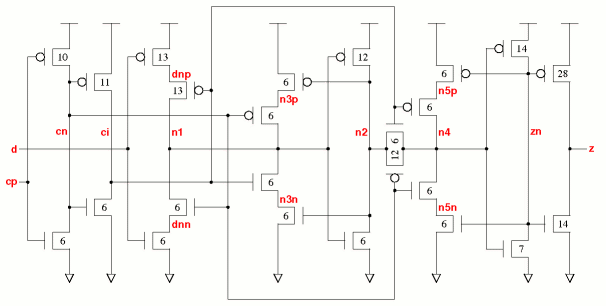 10 13 12 14
11 dnp 6 6 28
13 n3p n5p
6 6
cn ci n1 n2 6 n4 zn
d 12 z
cp
6 6
6 6 n3n 6 n5n
6 6 14
6 6 dnn 6 7